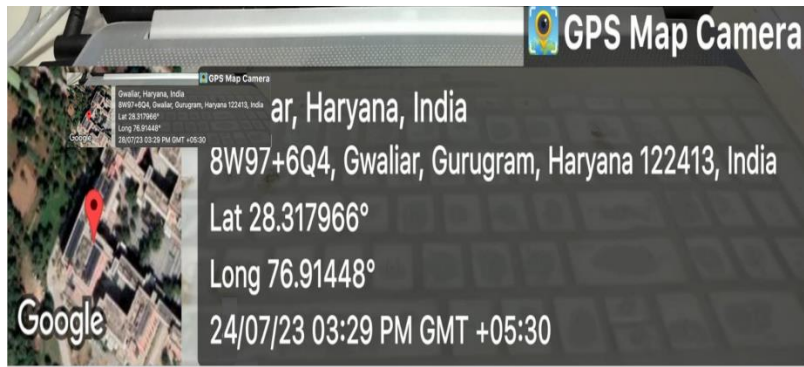 GPS Map Camera
GPS Map Camera
Gwaliar, Haryana, India
8W97+6Q4, Gwaliar, Gurugram, Haryana 122413, India
Lat 28.317966°
Long 76.91448°
28/07/23 03:29 PM GMT +05:30
Google
ar, Haryana, India
8W97+6Q4, Gwaliar, Gurugram, Haryana 122413, India
Lat 28.317966°
Long 76.91448°
24/07/23 03:29 PM GMT +05:30
Google